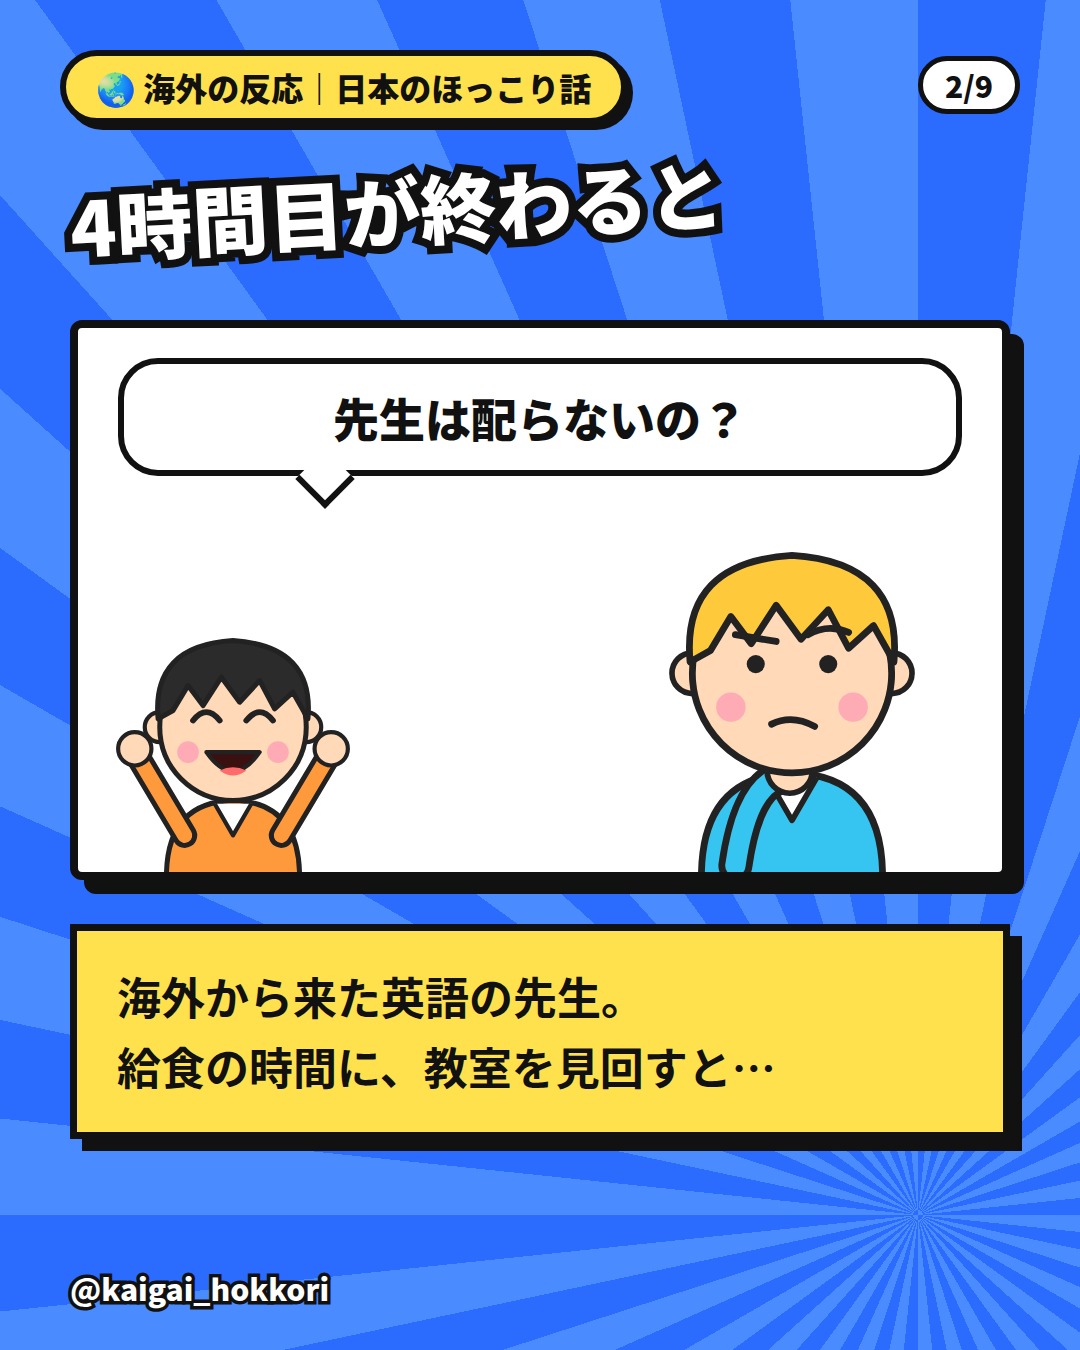 🌏 海外の反応｜日本のほっこり話
2/9
4時間目が終わると
先生は配らないの？
海外から来た英語の先生。
給食の時間に、教室を見回すと…
@kaigai_hokkori